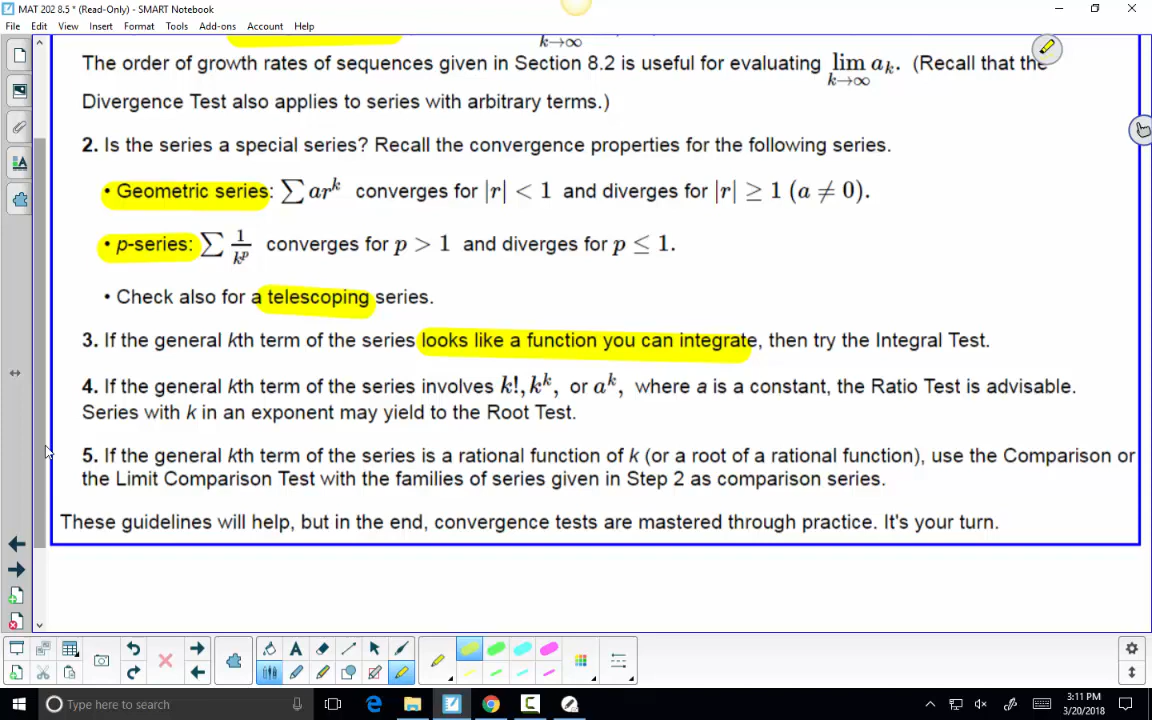 MAT 202 8.5 * (Read-Only) - SMART Notebook
File Edit View Insert Format Tools Add-ons Account Help
k→∞
The order of growth rates of sequences given in Section 8.2 is useful for evaluating lim aₖ. (Recall that the
k→∞
Divergence Test also applies to series with arbitrary terms.)
2. Is the series a special series? Recall the convergence properties for the following series.
• Geometric series: ∑ arᵏ converges for |r| < 1 and diverges for |r| ≥ 1 (a ≠ 0).
• p-series: ∑ 1/kᵖ converges for p > 1 and diverges for p ≤ 1.
• Check also for a telescoping series.
3. If the general kth term of the series looks like a function you can integrate, then try the Integral Test.
4. If the general kth term of the series involves k!, kᵏ, or aᵏ, where a is a constant, the Ratio Test is advisable.
Series with k in an exponent may yield to the Root Test.
5. If the general kth term of the series is a rational function of k (or a root of a rational function), use the Comparison or
the Limit Comparison Test with the families of series given in Step 2 as comparison series.
These guidelines will help, but in the end, convergence tests are mastered through practice. It's your turn.
Type here to search
3:11 PM
3/20/2018